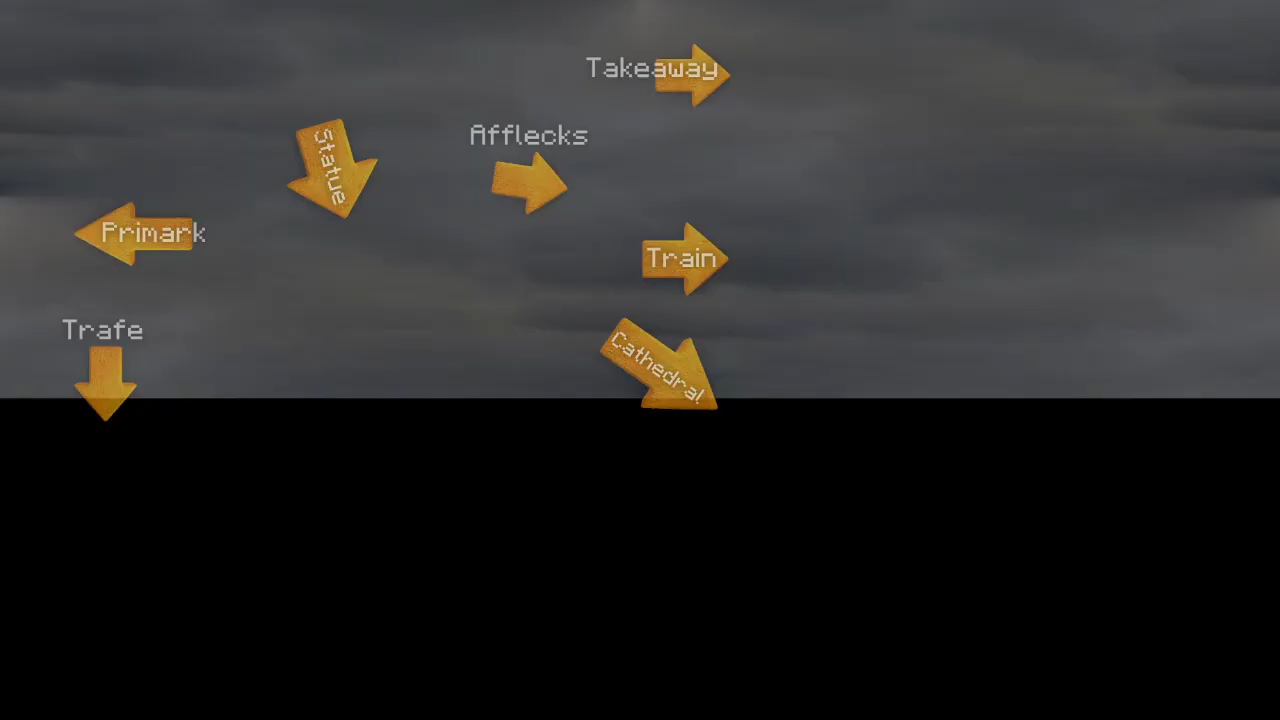 Takeaway
Statue
Afflecks
Primark
Train
Trafe
Cathedral